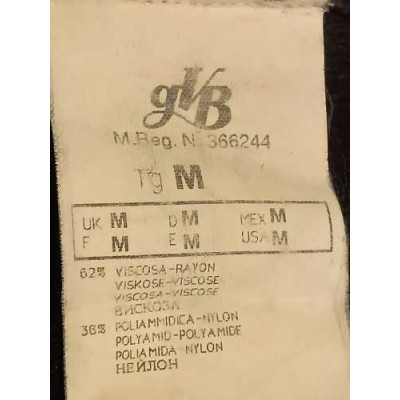 gVB
M.Reg. N. 366244
Tg M
UK M D M MEX M
F M E M USA M
62% VISCOSA-RAYON
VISKOSE-VISCOSE
VISCOSA-VISCOSE
ВИСКОЗА
38% POLIAMMIDICA-NYLON
POLYAMID-POLYAMIDE
POLIAMIDA-NYLON
НЕЙЛОН